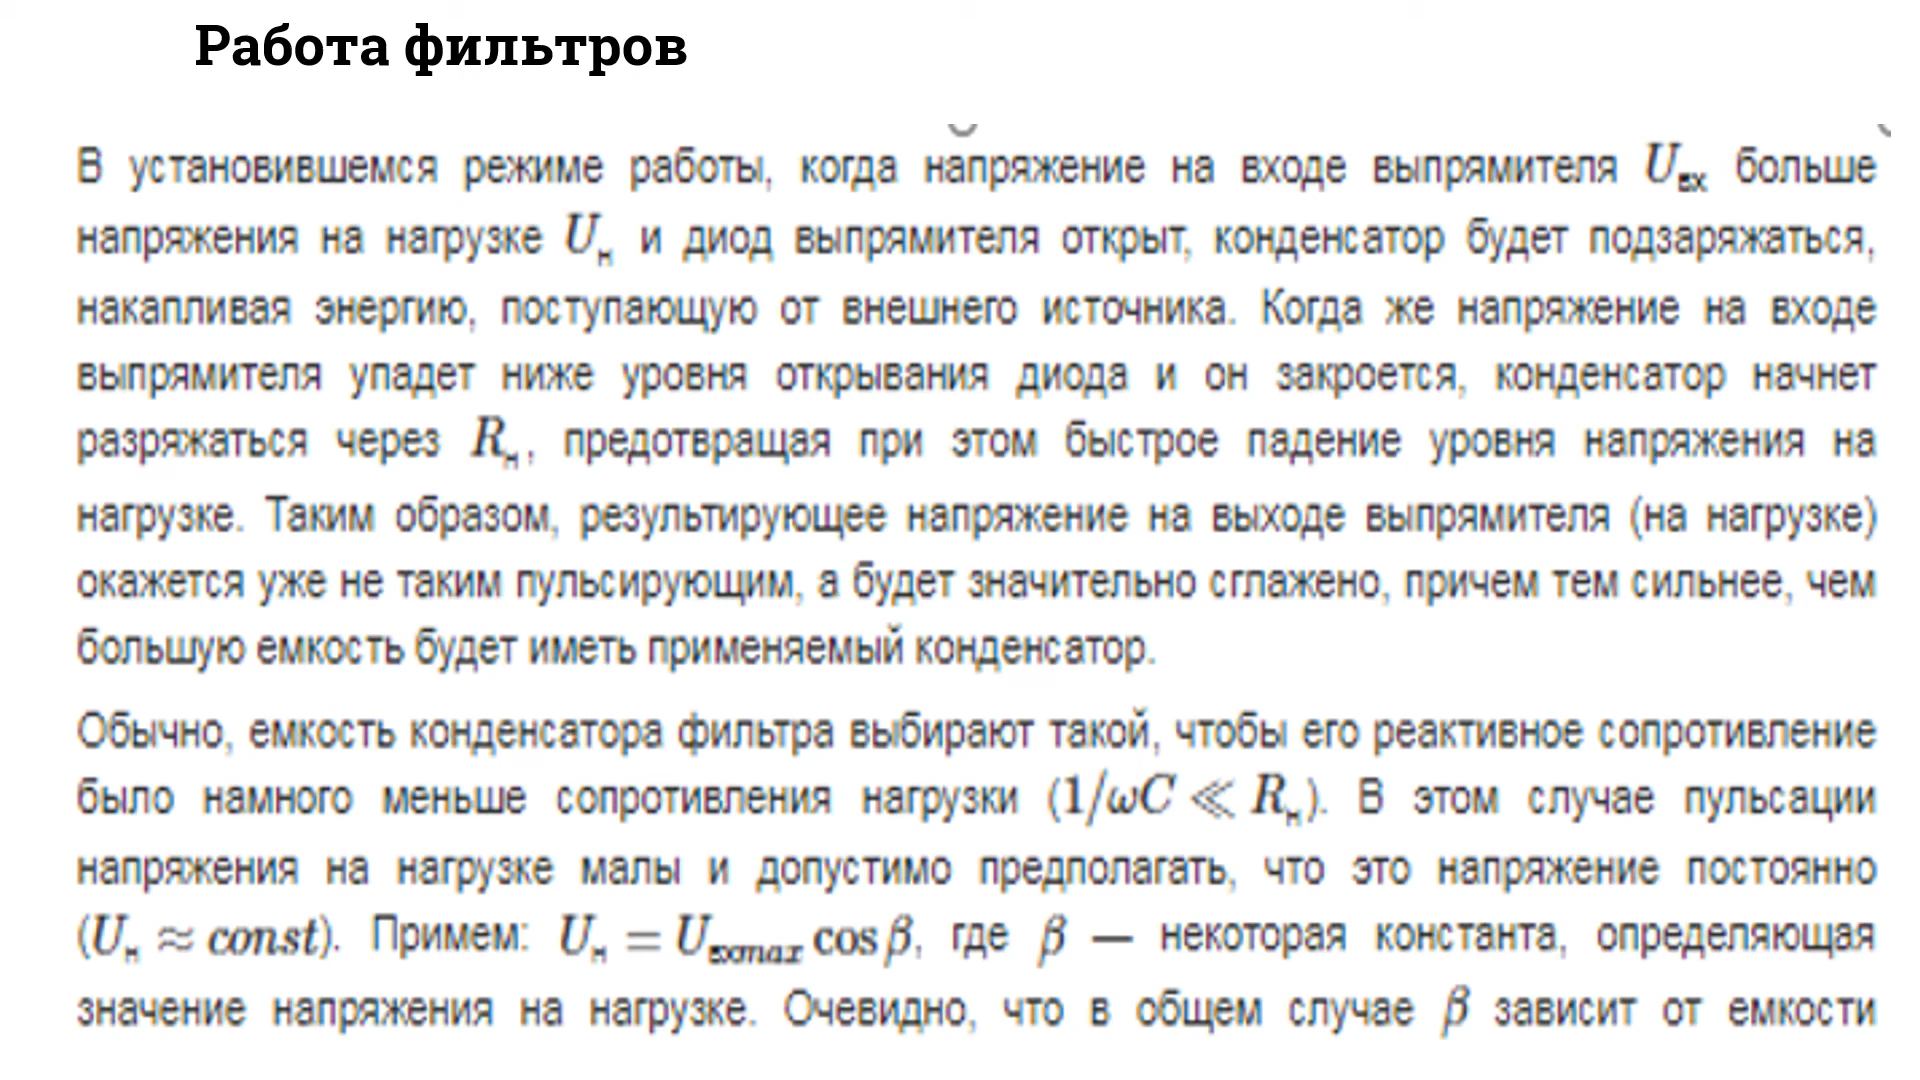 Работа фильтров
В установившемся режиме работы, когда напряжение на входе выпрямителя U_вх больше
напряжения на нагрузке U_н и диод выпрямителя открыт, конденсатор будет подзаряжаться,
накапливая энергию, поступающую от внешнего источника. Когда же напряжение на входе
выпрямителя упадет ниже уровня открывания диода и он закроется, конденсатор начнет
разряжаться через R_н, предотвращая при этом быстрое падение уровня напряжения на
нагрузке. Таким образом, результирующее напряжение на выходе выпрямителя (на нагрузке)
окажется уже не таким пульсирующим, а будет значительно сглажено, причем тем сильнее, чем
большую емкость будет иметь применяемый конденсатор.
Обычно, емкость конденсатора фильтра выбирают такой, чтобы его реактивное сопротивление
было намного меньше сопротивления нагрузки (1/ωC ≪ R_н). В этом случае пульсации
напряжения на нагрузке малы и допустимо предполагать, что это напряжение постоянно
(U_н ≈ const). Примем: U_н = U_вхmax cos β, где β — некоторая константа, определяющая
значение напряжения на нагрузке. Очевидно, что в общем случае β зависит от емкости